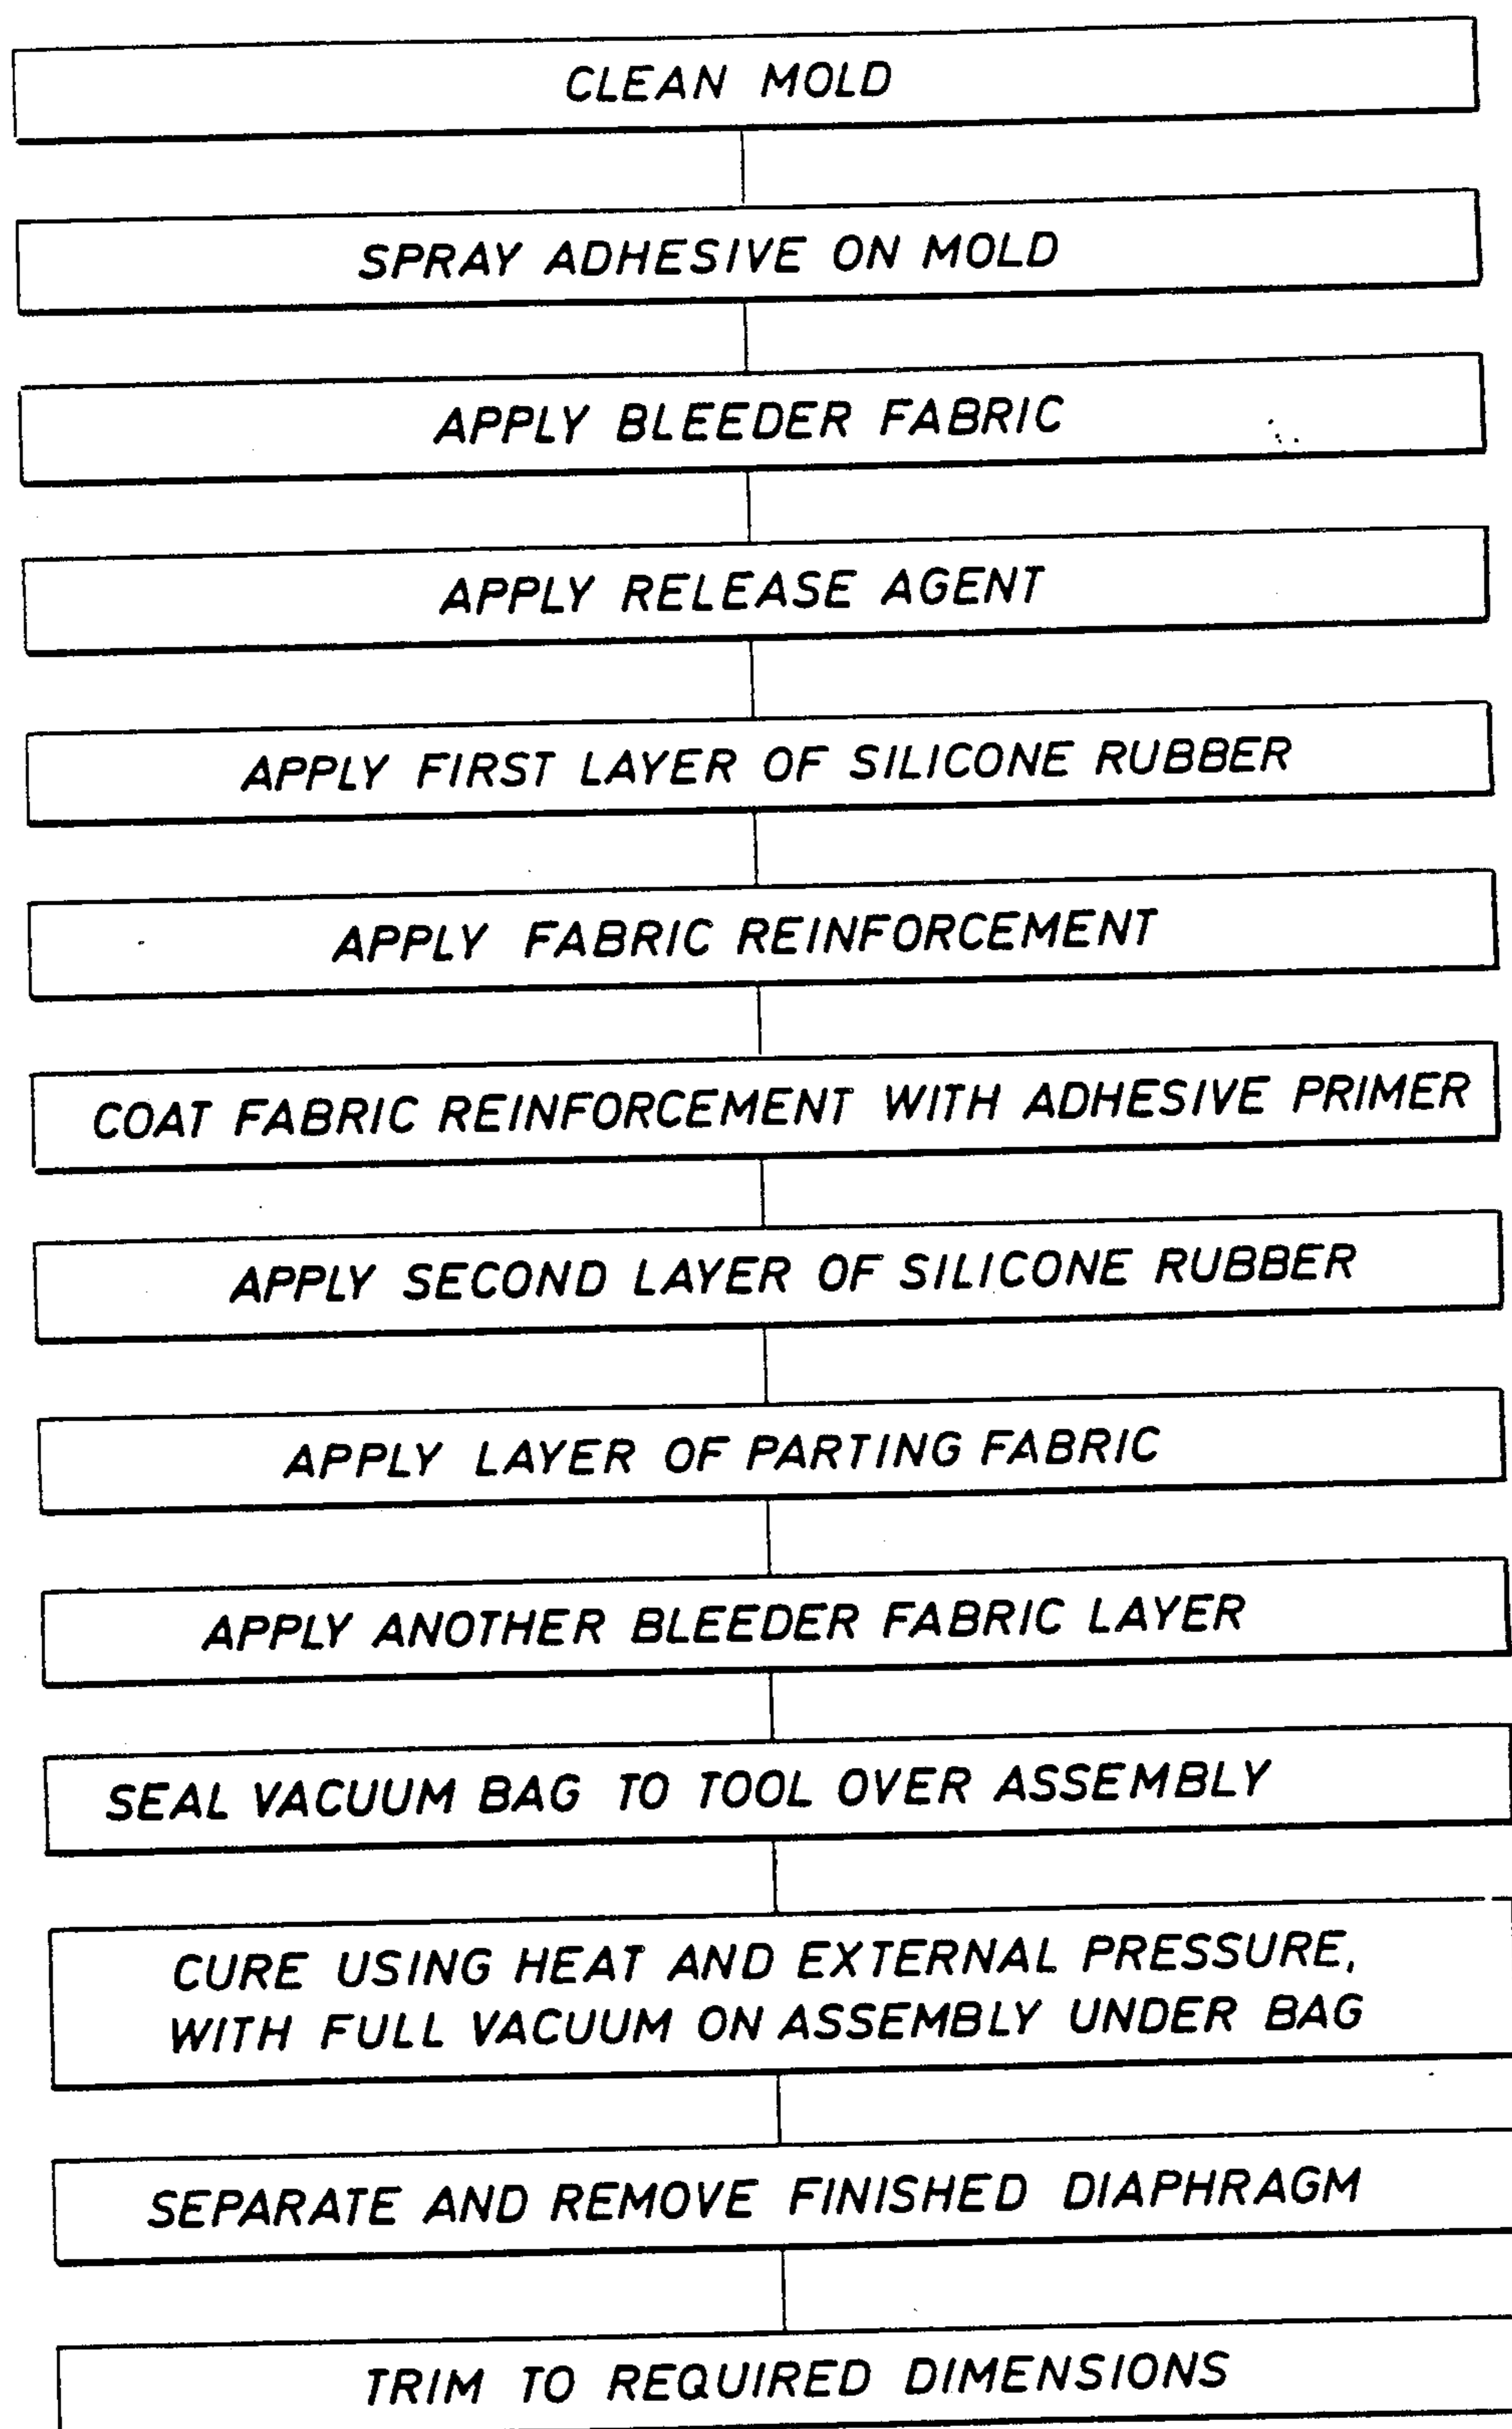 CLEAN MOLD
SPRAY ADHESIVE ON MOLD
APPLY BLEEDER FABRIC
APPLY RELEASE AGENT
APPLY FIRST LAYER OF SILICONE RUBBER
APPLY FABRIC REINFORCEMENT
COAT FABRIC REINFORCEMENT WITH ADHESIVE PRIMER
APPLY SECOND LAYER OF SILICONE RUBBER
APPLY LAYER OF PARTING FABRIC
APPLY ANOTHER BLEEDER FABRIC LAYER
SEAL VACUUM BAG TO TOOL OVER ASSEMBLY
CURE USING HEAT AND EXTERNAL PRESSURE,
WITH FULL VACUUM ON ASSEMBLY UNDER BAG
SEPARATE AND REMOVE FINISHED DIAPHRAGM
TRIM TO REQUIRED DIMENSIONS